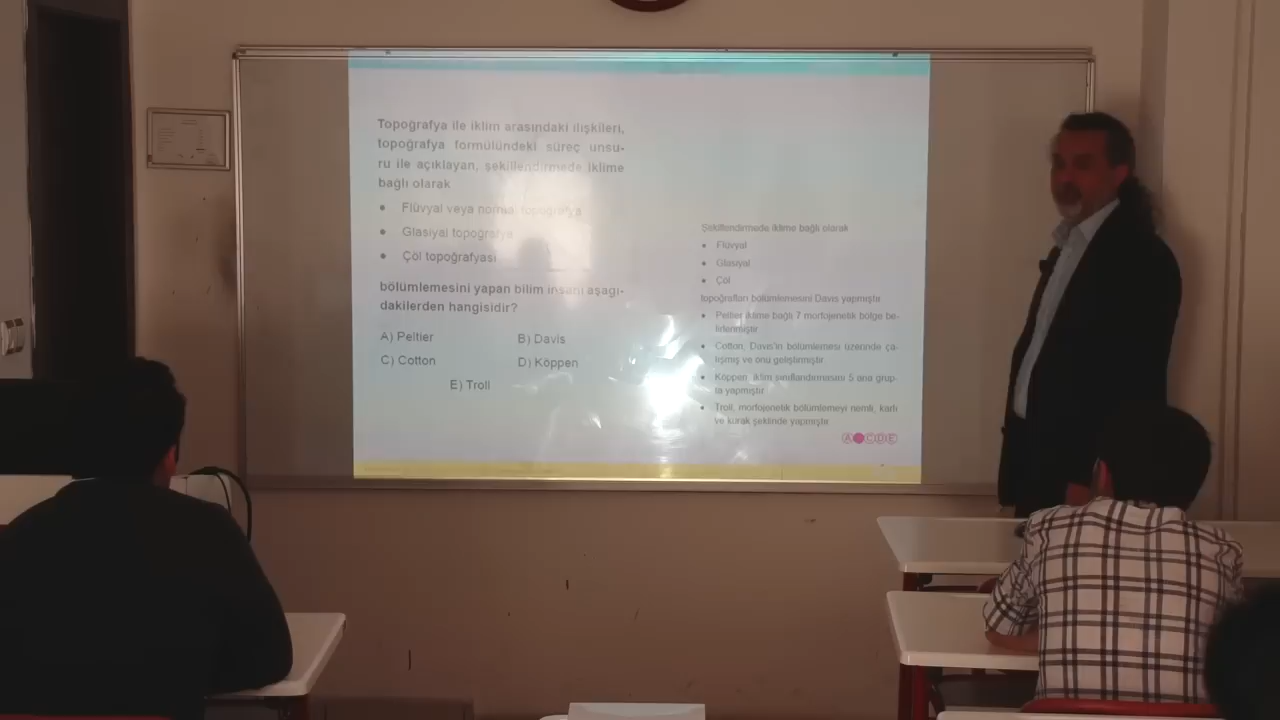 Topoğrafya ile iklim arasındaki ilişkileri,
topoğrafya formülündeki süreç unsu-
ru ile açıklayan, şekillendirmede iklime
bağlı olarak
• Flüvyal veya normal topoğrafya
• Glasiyal topoğrafya
• Çöl topoğrafyası
bölümlemesini yapan bilim insanı aşağı-
dakilerden hangisidir?
A) Peltier
B) Davis
C) Cotton
D) Köppen
E) Troll
Şekillendirmede iklime bağlı olarak
• Flüvyal
• Glasiyal
• Çöl
topoğrafları bölümlemesini Davis yapmıştır.
• Peltier iklime bağlı 7 morfojenetik bölge be-
lirlenmiştir.
• Cotton, Davis'in bölümlemesi üzerinde ça-
lışmış ve onu geliştirmiştir.
• Köppen, iklim sınıflandırmasını 5 ana grup-
ta yapmıştır.
• Troll, morfojenetik bölümlemeyi nemli, karlı
ve kurak şeklinde yapmıştır.
A C D E